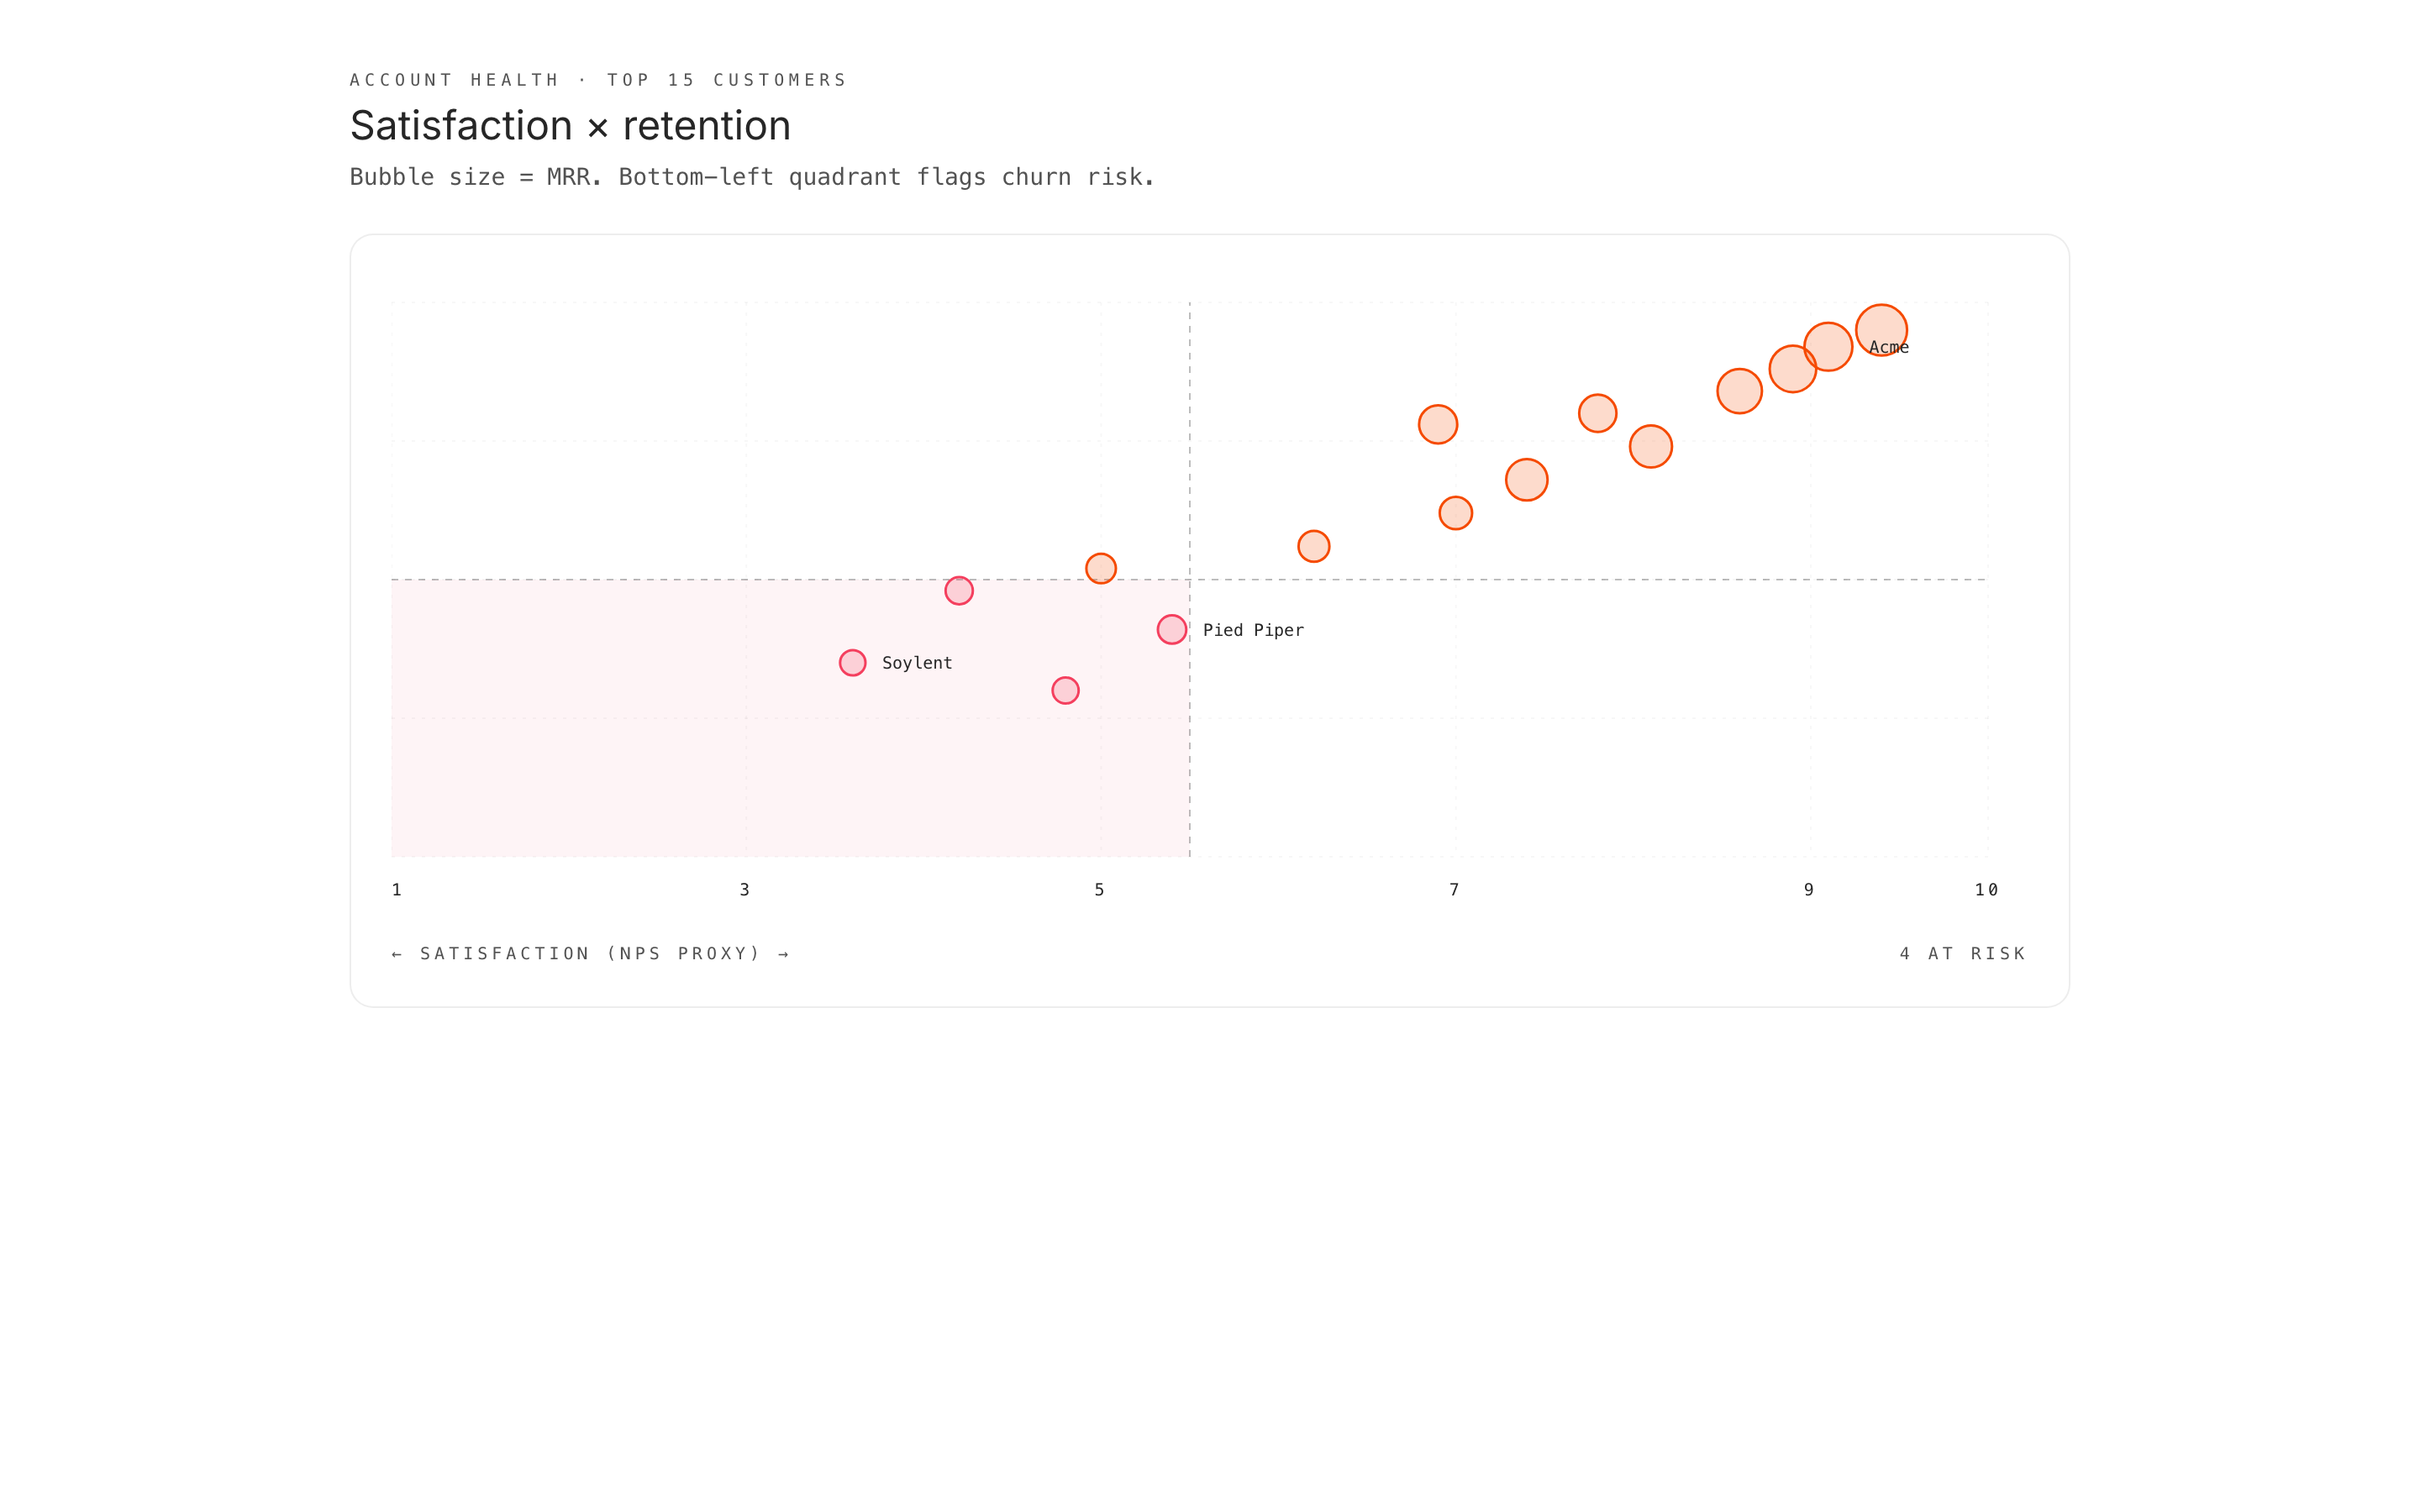 ACCOUNT HEALTH · TOP 15 CUSTOMERS
Satisfaction × retention
Bubble size = MRR. Bottom-left quadrant flags churn risk.
Acme
Pied Piper
Soylent
1 3 5 7 9 10
← SATISFACTION (NPS PROXY) → 4 AT RISK